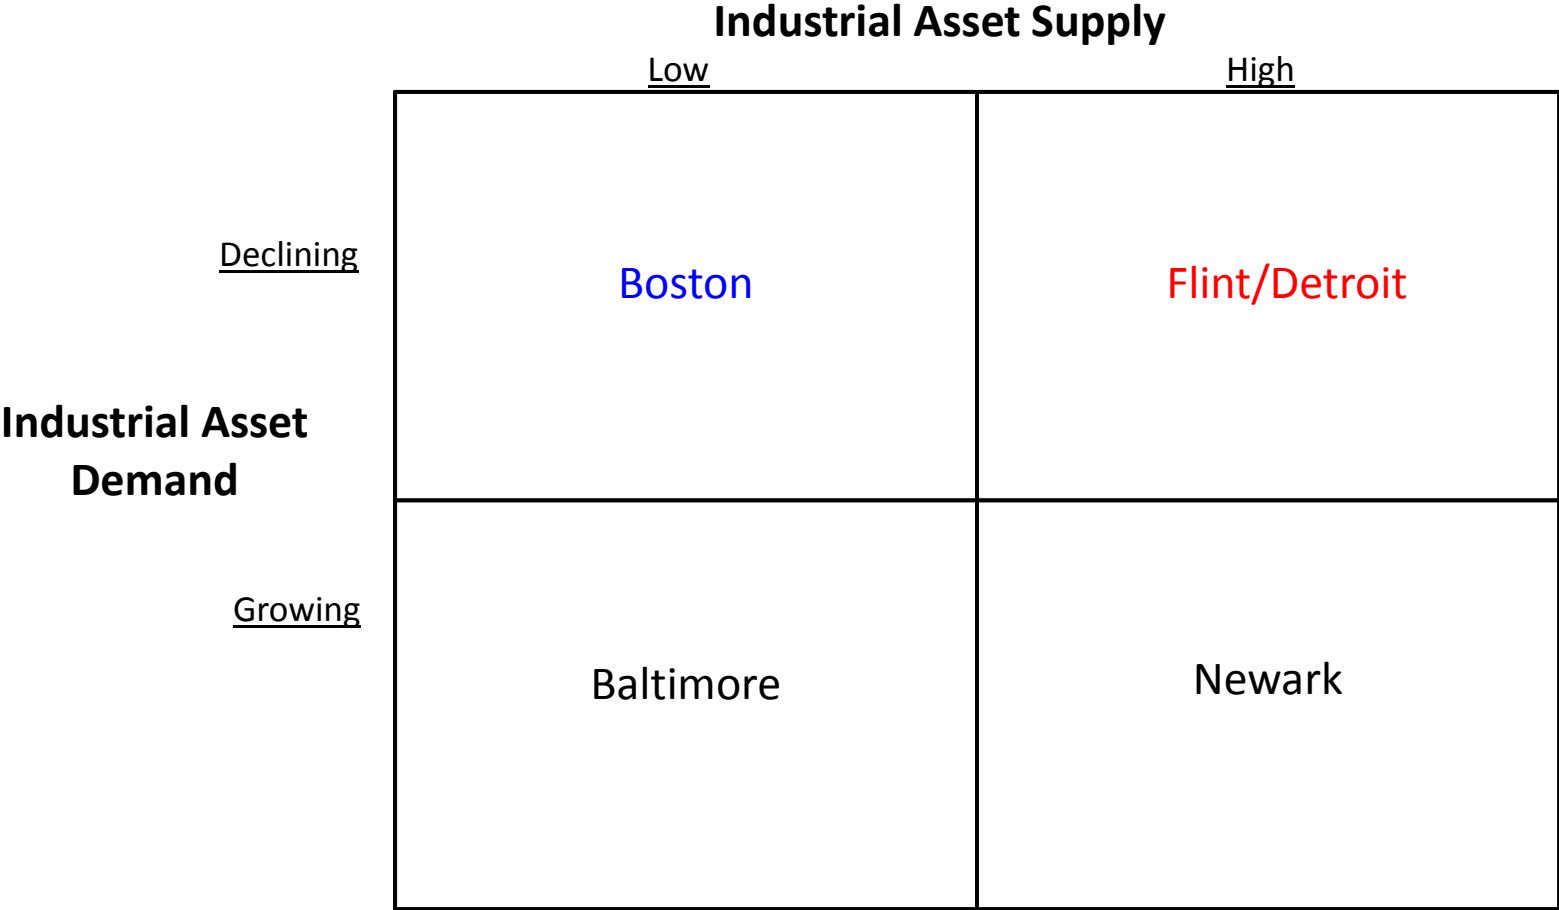 Industrial Asset Supply
Low High
Declining
Boston Flint/Detroit
Industrial Asset
Demand
Growing
Baltimore Newark